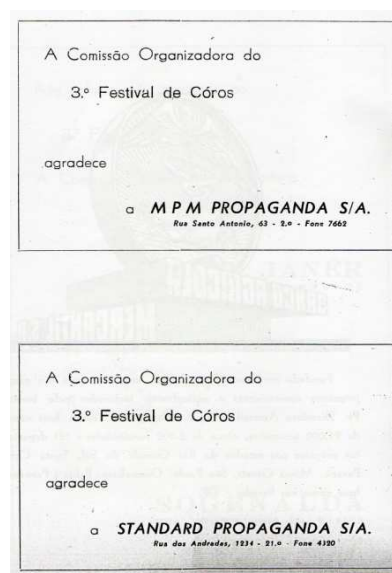 A Comissão Organizadora do
3.º Festival de Córos
agradece
a MPM PROPAGANDA S/A.
Rua Santo Antonio, 63 - 2.º - Fone 7662
A Comissão Organizadora do
3.º Festival de Córos
agradece
a STANDARD PROPAGANDA S/A.
Rua dos Andradas, 1234 - 21.º - Fone 4320